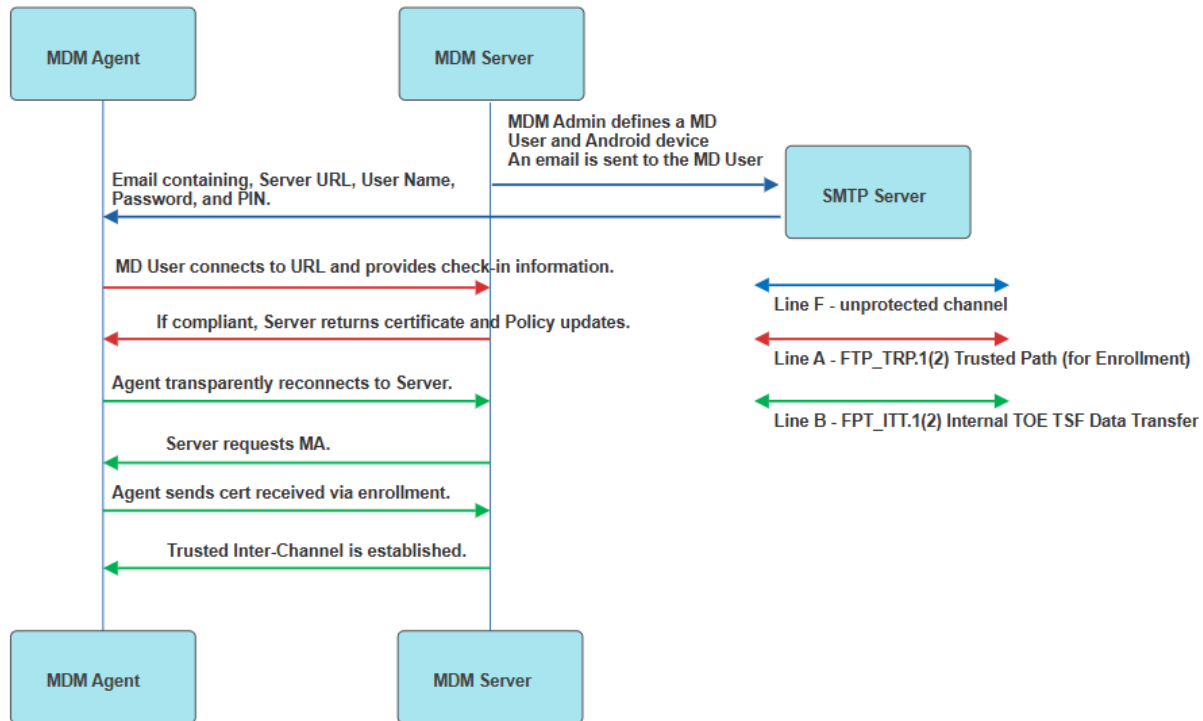 MDM Agent
MDM Server
MDM Admin defines a MD
User and Android device
An email is sent to the MD User
Email containing, Server URL, User Name,
Password, and PIN.
SMTP Server
MD User connects to URL and provides check-in information.
Line F - unprotected channel
If compliant, Server returns certificate and Policy updates.
Line A - FTP_TRP.1(2) Trusted Path (for Enrollment)
Agent transparently reconnects to Server.
Line B - FPT_ITT.1(2) Internal TOE TSF Data Transfer
Server requests MA.
Agent sends cert received via enrollment.
Trusted Inter-Channel is established.
MDM Agent
MDM Server